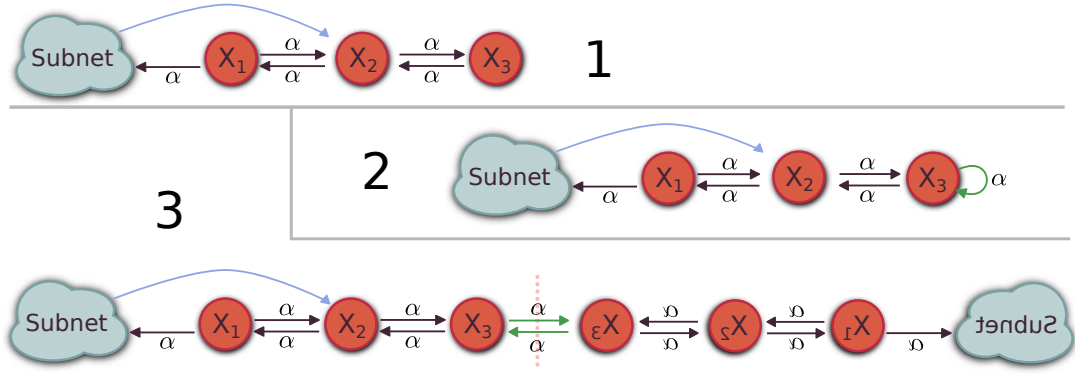 α α
Subnet X₁ X₂ X₃ 1
α α α
α α
2 Subnet X₁ X₂ X₃ α
α α α
3
α α α α α
Subnet X₁ X₂ X₃ X₃ X₂ X₁ Subnet
α α α α α α α